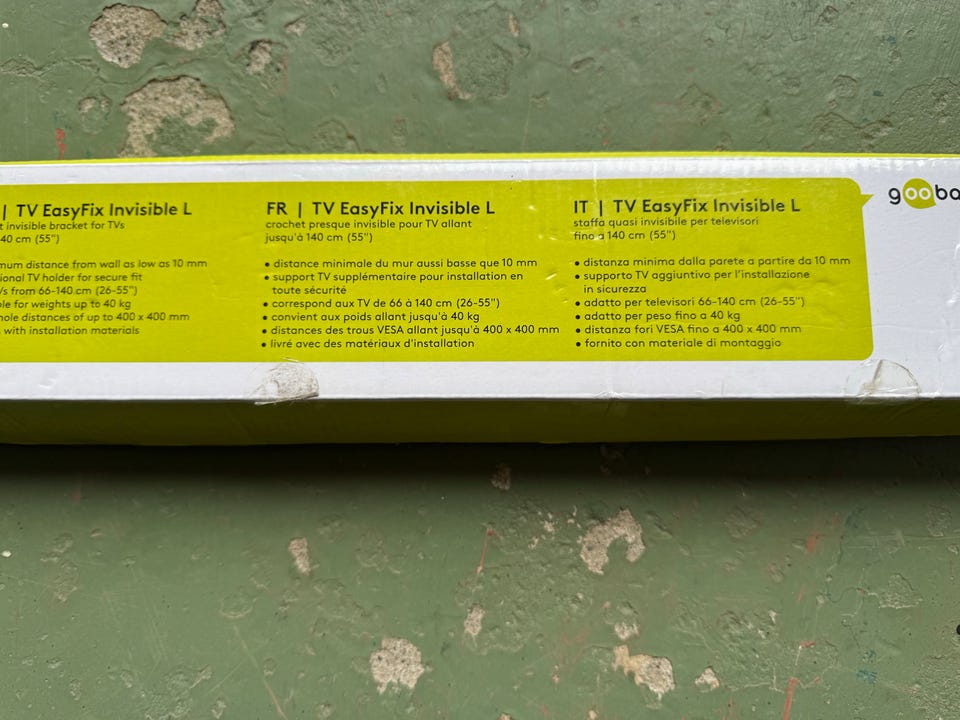 | TV EasyFix Invisible L
invisible bracket for TVs
40 cm (55")
distance from wall as low as 10 mm
TV holder for secure fit
from 66-140 cm (26-55")
for weights up to 40 kg
distances of up to 400 x 400 mm
with installation materials
FR | TV EasyFix Invisible L
crochet presque invisible pour TV allant
jusqu'à 140 cm (55")
• distance minimale du mur aussi basse que 10 mm
• support TV supplémentaire pour installation en
toute sécurité
• correspond aux TV de 66 à 140 cm (26-55")
• convient aux poids allant jusqu'à 40 kg
• distances des trous VESA allant jusqu'à 400 x 400 mm
• livré avec des matériaux d'installation
IT | TV EasyFix Invisible L
staffa quasi invisibile per televisori
fino a 140 cm (55")
• distanza minima dalla parete a partire da 10 mm
• supporto TV aggiuntivo per l'installazione
in sicurezza
• adatto per televisori 66-140 cm (26-55")
• adatto per peso fino a 40 kg
• distanza fori VESA fino a 400 x 400 mm
• fornito con materiale di montaggio
gooba